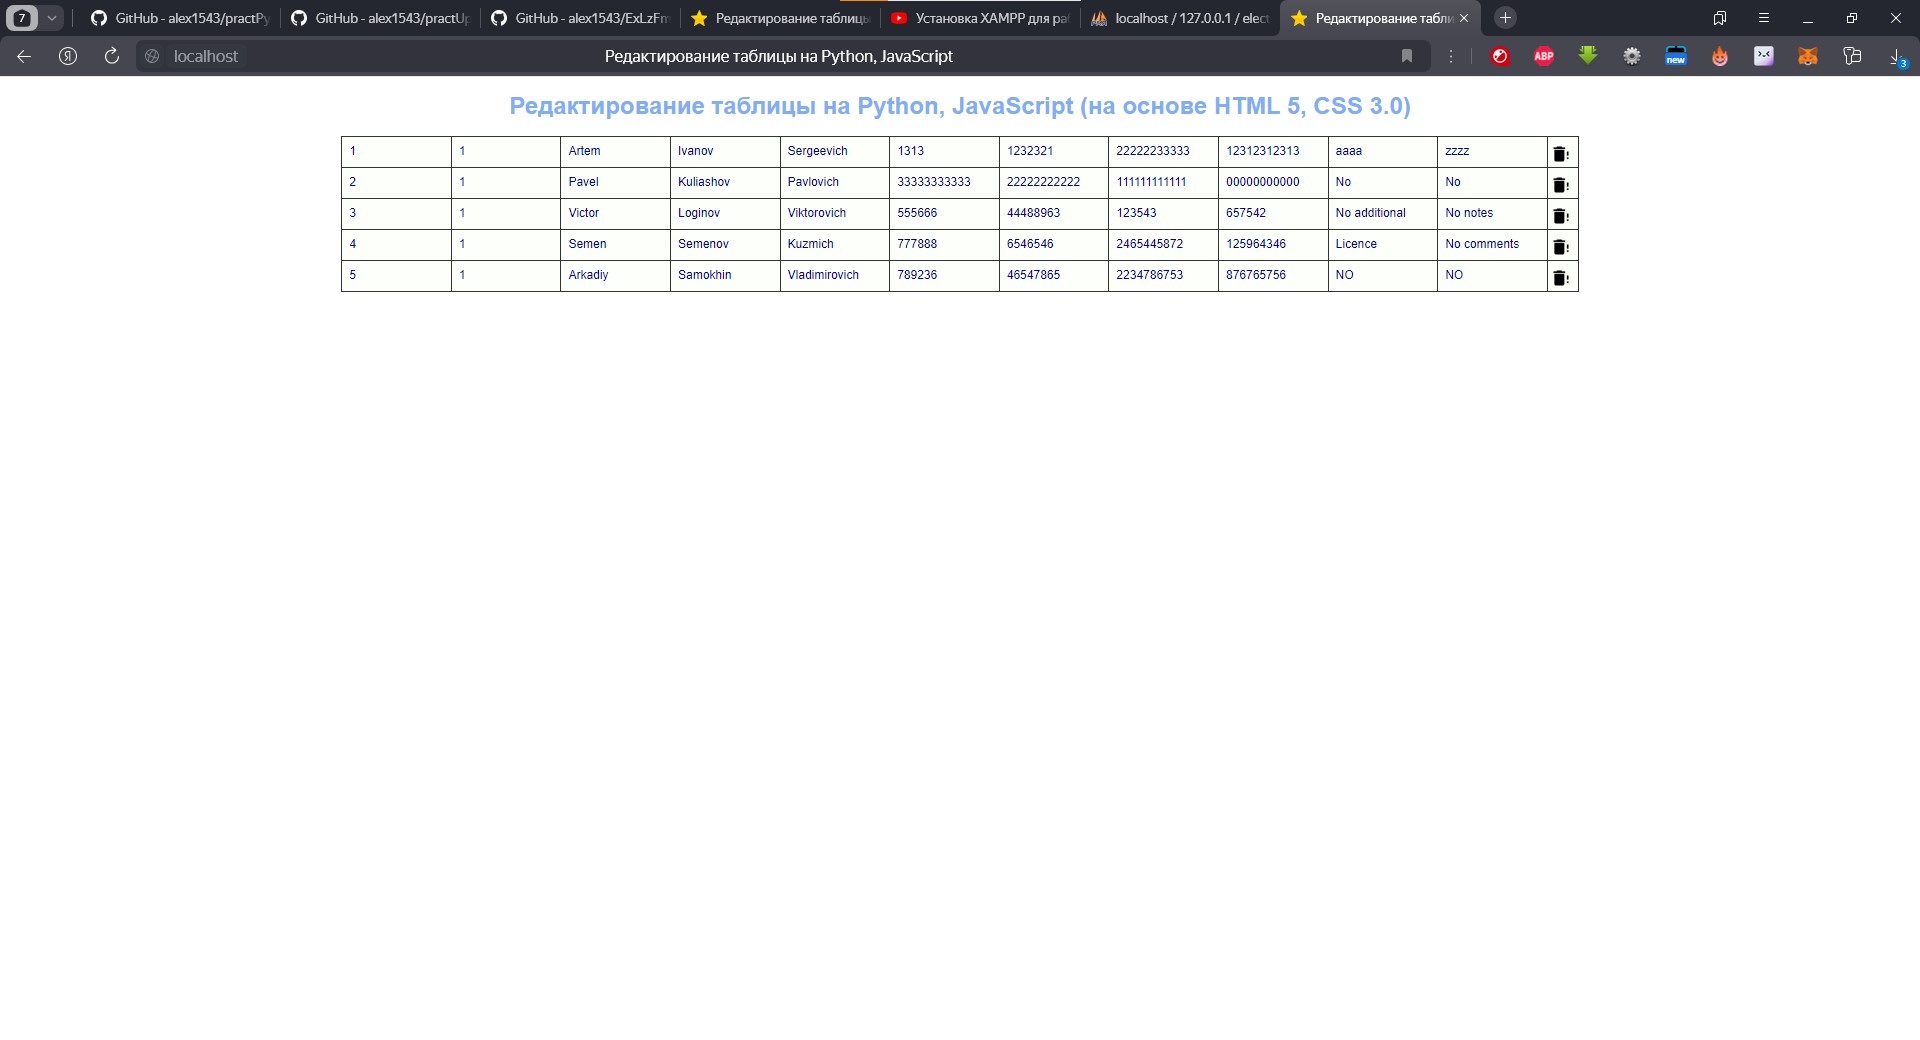 7 GitHub - alex1543/practPy GitHub - alex1543/practUp GitHub - alex1543/ExLzFm Редактирование таблицы Установка XAMPP для раб localhost / 127.0.0.1 / elect Редактирование табли
Я localhost Редактирование таблицы на Python, JavaScript ABP new 3
Редактирование таблицы на Python, JavaScript (на основе HTML 5, CSS 3.0)
1 1 Artem Ivanov Sergeevich 1313 1232321 22222233333 12312312313 aaaa zzzz
2 1 Pavel Kuliashov Pavlovich 33333333333 22222222222 111111111111 00000000000 No No
3 1 Victor Loginov Viktorovich 555666 44488963 123543 657542 No additional No notes
4 1 Semen Semenov Kuzmich 777888 6546546 2465445872 125964346 Licence No comments
5 1 Arkadiy Samokhin Vladimirovich 789236 46547865 2234786753 876765756 NO NO